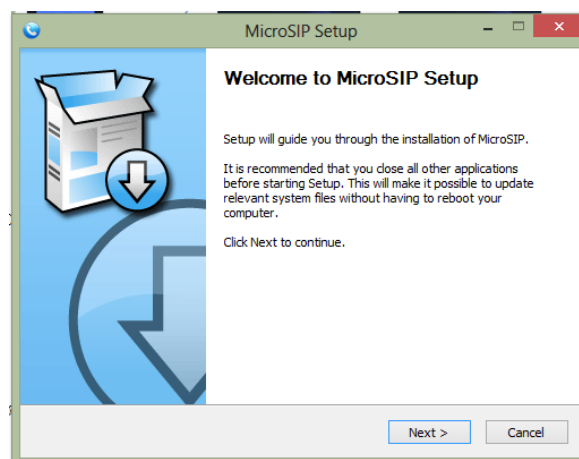 MicroSIP Setup
Welcome to MicroSIP Setup
Setup will guide you through the installation of MicroSIP.
It is recommended that you close all other applications
before starting Setup. This will make it possible to update
relevant system files without having to reboot your
computer.
Click Next to continue.
Next >
Cancel